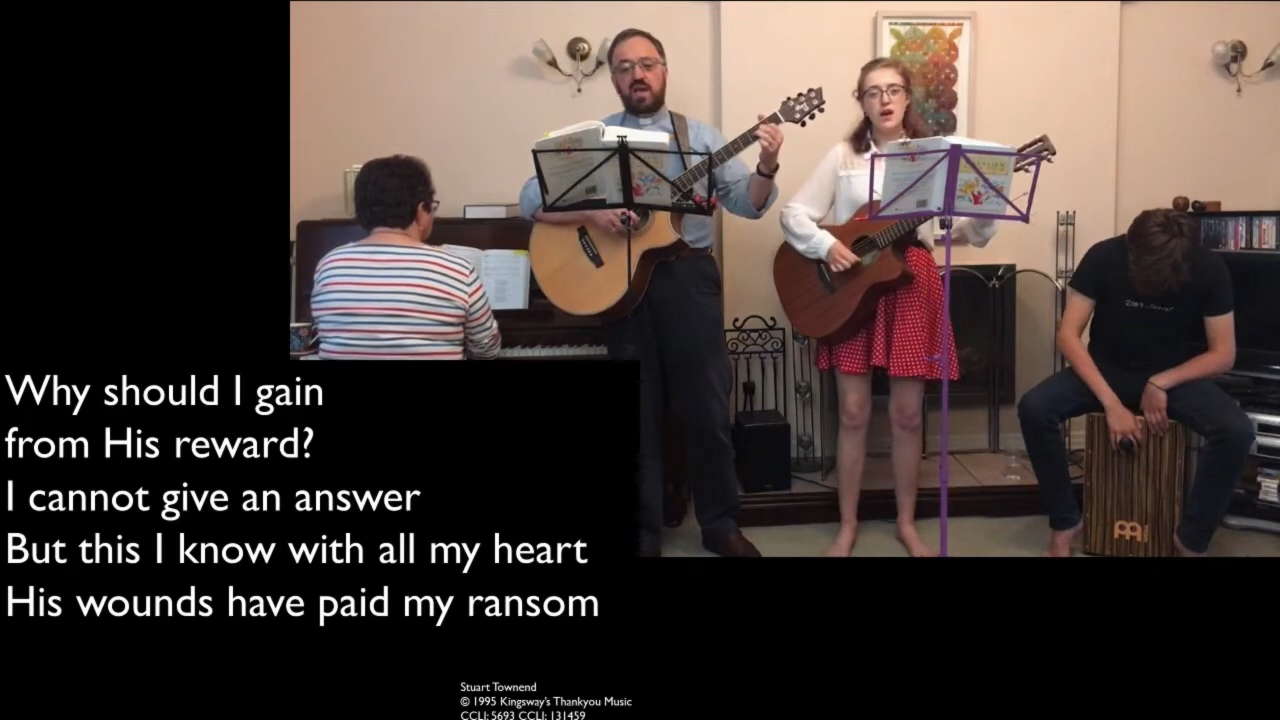 Why should I gain
from His reward?
I cannot give an answer
But this I know with all my heart
His wounds have paid my ransom
Stuart Townend
© 1995 Kingsway's Thankyou Music
CCLI: 5693 CCLI: 131459